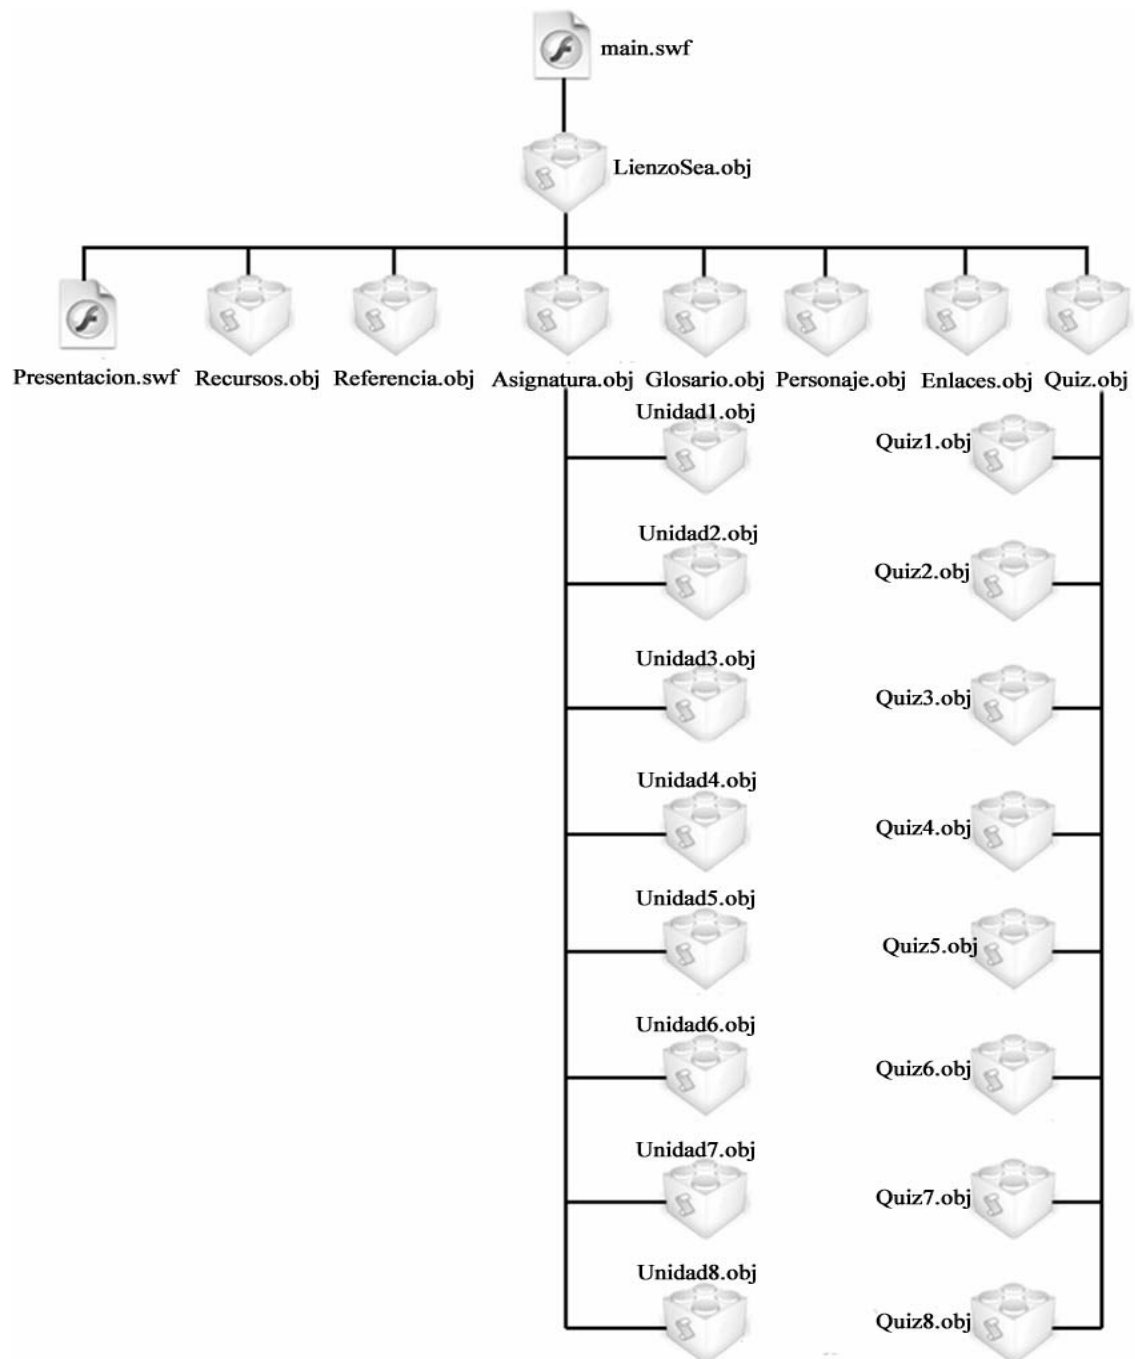 main.swf
LienzoSea.obj
Presentacion.swf Recursos.obj Referencia.obj Asignatura.obj Glosario.obj Personaje.obj Enlaces.obj Quiz.obj
Unidad1.obj
Quiz1.obj
Unidad2.obj
Quiz2.obj
Unidad3.obj
Quiz3.obj
Unidad4.obj
Quiz4.obj
Unidad5.obj
Quiz5.obj
Unidad6.obj
Quiz6.obj
Unidad7.obj
Quiz7.obj
Unidad8.obj
Quiz8.obj